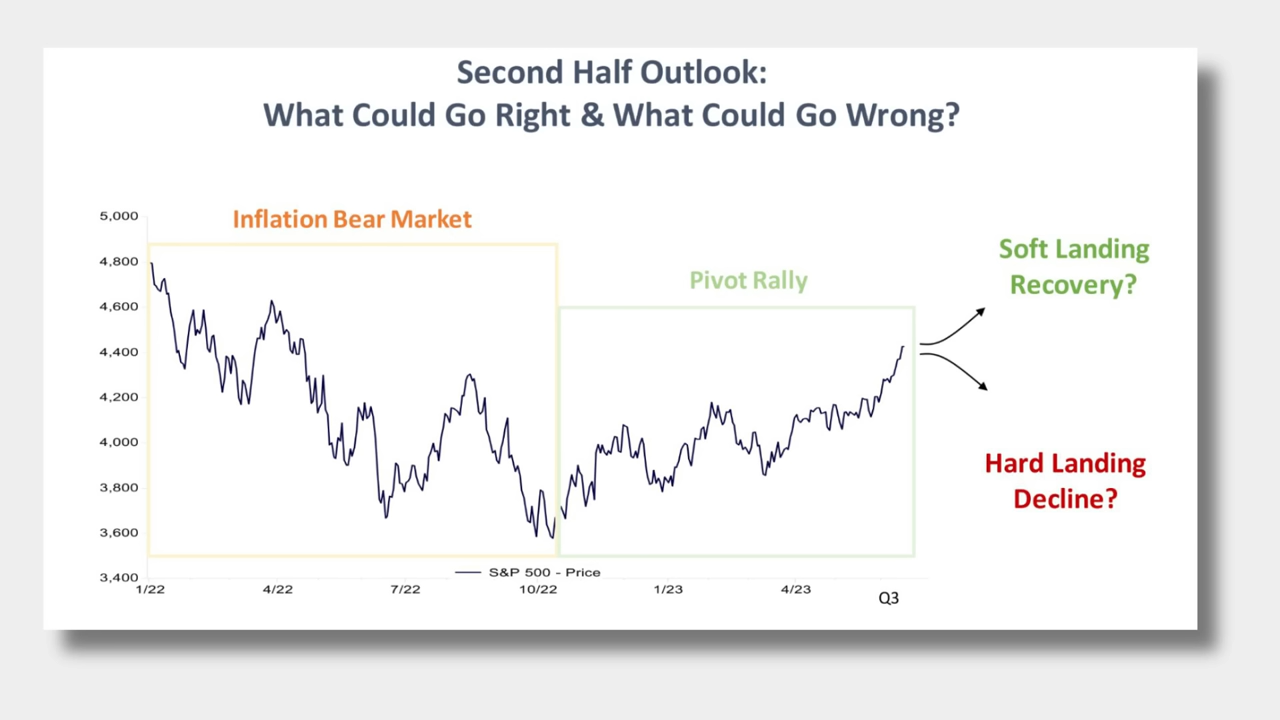 Second Half Outlook:
What Could Go Right & What Could Go Wrong?
Inflation Bear Market
Pivot Rally
Soft Landing
Recovery?
Hard Landing
Decline?
5,000
4,800
4,600
4,400
4,200
4,000
3,800
3,600
3,400
S&P 500 - Price
1/22
4/22
7/22
10/22
1/23
4/23
Q3